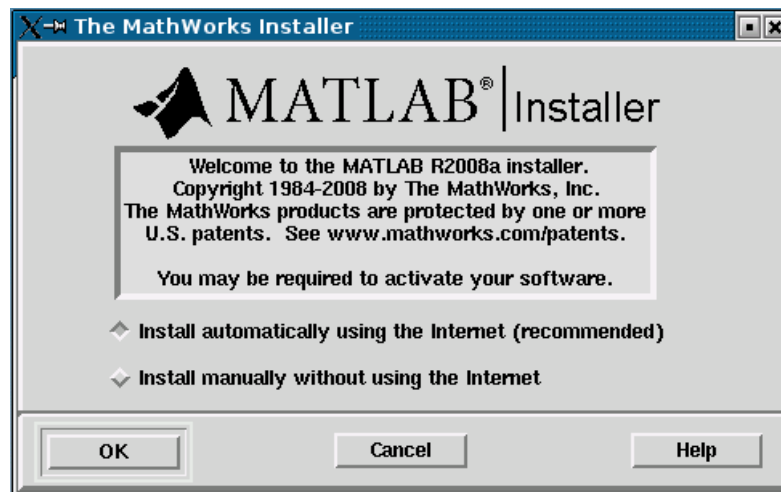 The MathWorks Installer
MATLAB® Installer
Welcome to the MATLAB R2008a installer.
Copyright 1984-2008 by The MathWorks, Inc.
The MathWorks products are protected by one or more
U.S. patents.  See www.mathworks.com/patents.
You may be required to activate your software.
Install automatically using the Internet (recommended)
Install manually without using the Internet
OK
Cancel
Help